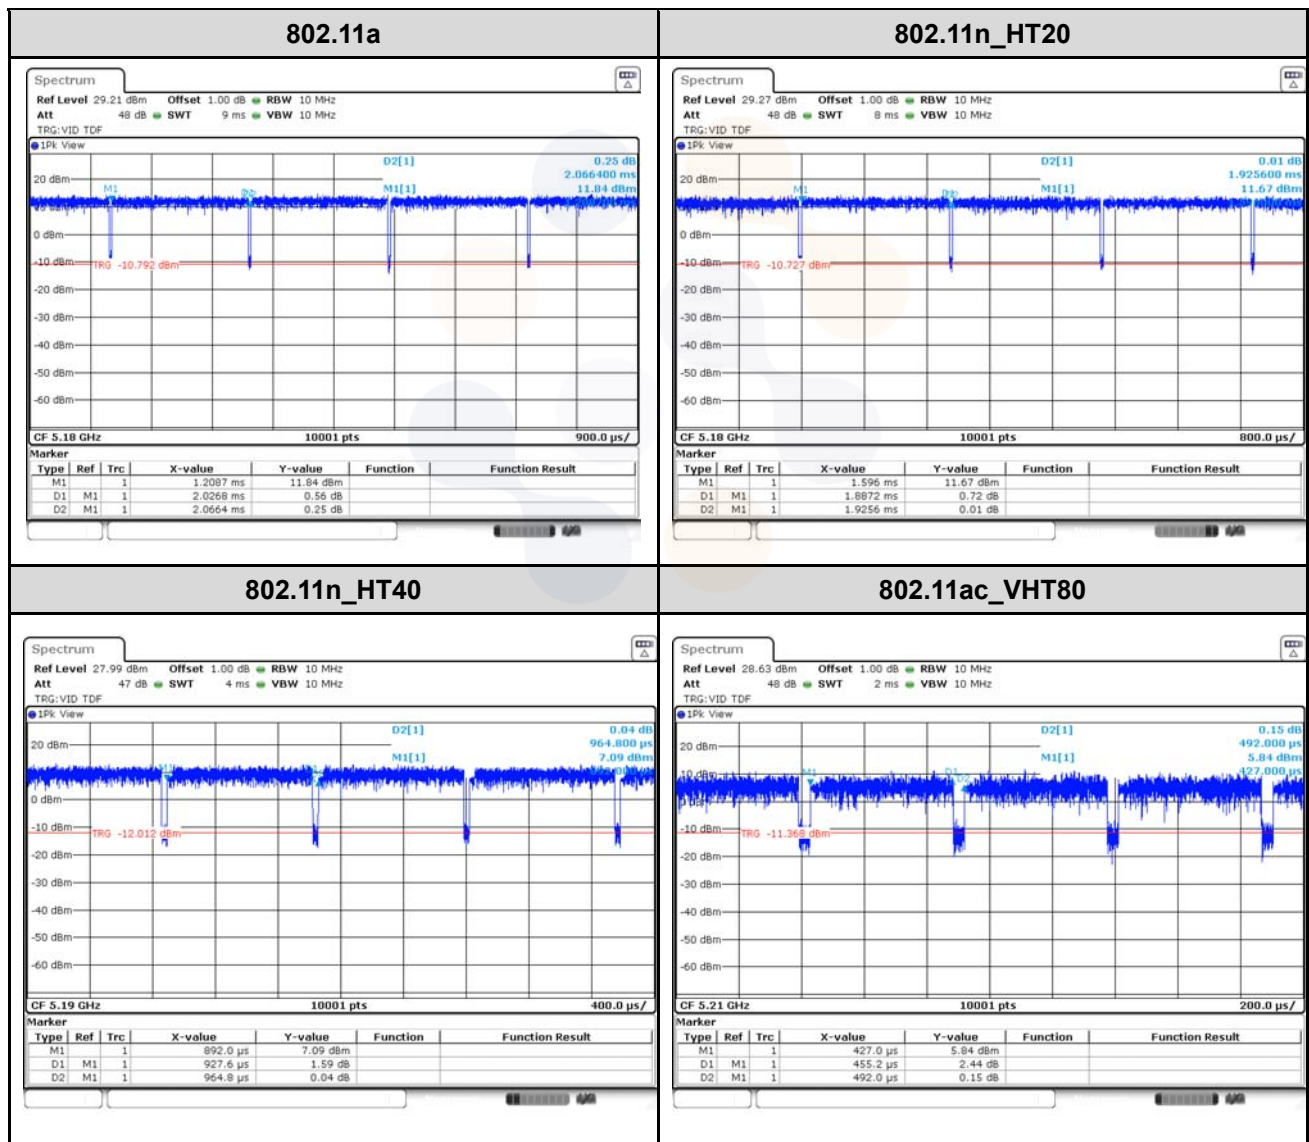 802.11a
Spectrum
Ref Level 29.21 dBm Offset 1.00 dB RBW 10 MHz
Att 48 dB SWT 9 ms VBW 10 MHz
TRG:VID TDF
1Pk View
D2[1] 0.25 dB
2.066400 ms
20 dBm
M1
M1[1] 11.84 dBm
0 dBm
-10 dBm
TRG -10.792 dBm
-20 dBm
-30 dBm
-40 dBm
-50 dBm
-60 dBm
CF 5.18 GHz 10001 pts 900.0 µs/
Marker
Type Ref Trc X-value Y-value Function Function Result
M1 1 1.2087 ms 11.84 dBm
D1 M1 1 2.0268 ms 0.56 dB
D2 M1 1 2.0664 ms 0.25 dB
802.11n_HT20
Spectrum
Ref Level 29.27 dBm Offset 1.00 dB RBW 10 MHz
Att 48 dB SWT 8 ms VBW 10 MHz
TRG:VID TDF
1Pk View
D2[1] 0.01 dB
1.925600 ms
20 dBm
M1
M1[1] 11.67 dBm
0 dBm
-10 dBm
TRG -10.727 dBm
-20 dBm
-30 dBm
-40 dBm
-50 dBm
-60 dBm
CF 5.18 GHz 10001 pts 800.0 µs/
Marker
Type Ref Trc X-value Y-value Function Function Result
M1 1 1.596 ms 11.67 dBm
D1 M1 1 1.8872 ms 0.72 dB
D2 M1 1 1.9256 ms 0.01 dB
802.11n_HT40
Spectrum
Ref Level 27.99 dBm Offset 1.00 dB RBW 10 MHz
Att 47 dB SWT 4 ms VBW 10 MHz
TRG:VID TDF
1Pk View
D2[1] 0.04 dB
964.800 µs
20 dBm
M1[1] 7.09 dBm
M1
0 dBm
-10 dBm
TRG -12.012 dBm
-20 dBm
-30 dBm
-40 dBm
-50 dBm
-60 dBm
CF 5.19 GHz 10001 pts 400.0 µs/
Marker
Type Ref Trc X-value Y-value Function Function Result
M1 1 892.0 µs 7.09 dBm
D1 M1 1 927.6 µs 1.59 dB
D2 M1 1 964.8 µs 0.04 dB
802.11ac_VHT80
Spectrum
Ref Level 28.63 dBm Offset 1.00 dB RBW 10 MHz
Att 48 dB SWT 2 ms VBW 10 MHz
TRG:VID TDF
1Pk View
D2[1] 0.15 dB
492.000 µs
20 dBm
M1[1] 5.84 dBm
427.000 µs
10 dBm
M1 D1
D2
0 dBm
-10 dBm
TRG -11.368 dBm
-20 dBm
-30 dBm
-40 dBm
-50 dBm
-60 dBm
CF 5.21 GHz 10001 pts 200.0 µs/
Marker
Type Ref Trc X-value Y-value Function Function Result
M1 1 427.0 µs 5.84 dBm
D1 M1 1 455.2 µs 2.44 dB
D2 M1 1 492.0 µs 0.15 dB